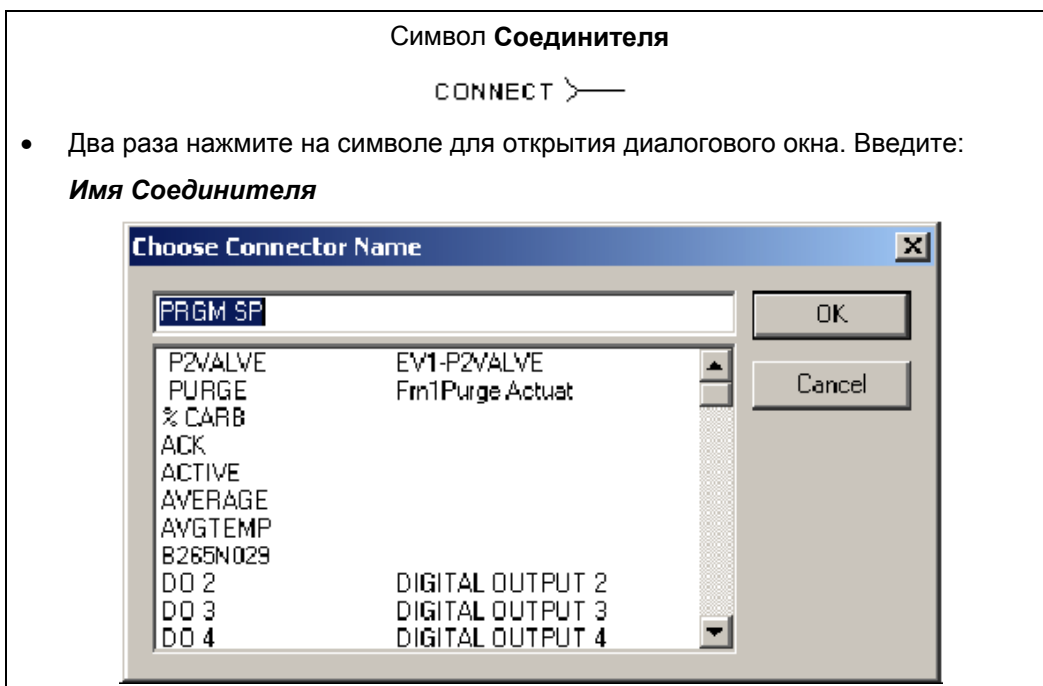 Символ Соединителя
CONNECT
• Два раза нажмите на символе для открытия диалогового окна. Введите:
Имя Соединителя
Choose Connector Name
PRGM SP
OK
P2VALVE EV1-P2VALVE
PURGE Frn1Purge Actuat
Cancel
% CARB
ACK
ACTIVE
AVERAGE
AVGTEMP
B265N029
DO 2 DIGITAL OUTPUT 2
DO 3 DIGITAL OUTPUT 3
DO 4 DIGITAL OUTPUT 4